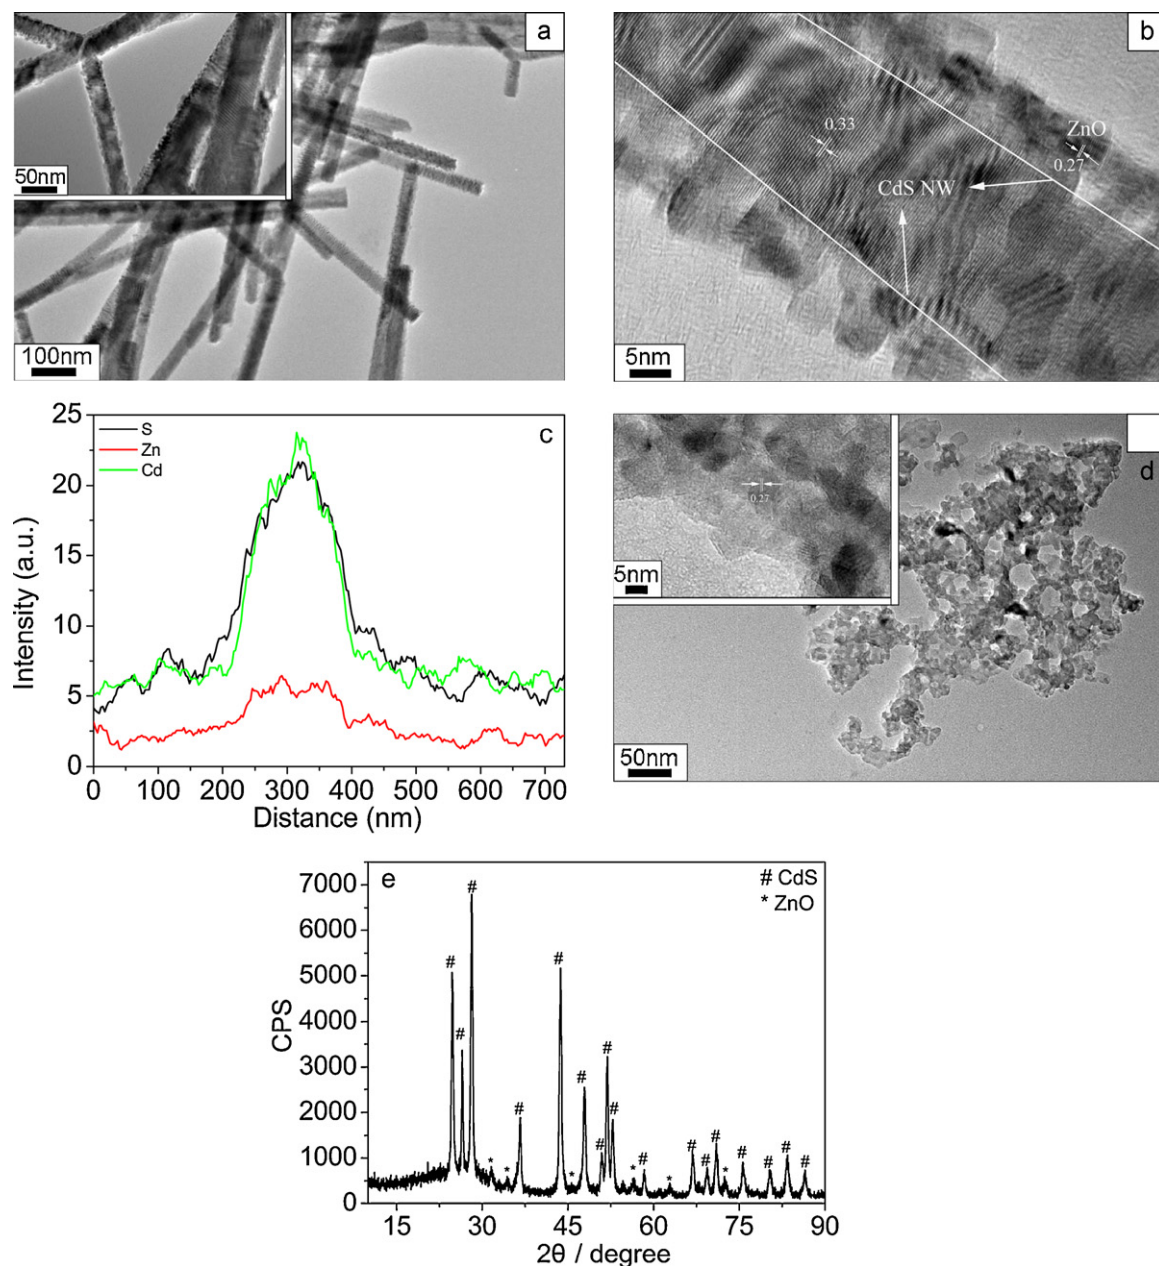 a
50nm
100nm
b
0.33
ZnO
0.27
CdS NW
5nm
c
S
Zn
Cd
25
20
15
10
5
0
Intensity (a.u.)
0 100 200 300 400 500 600 700
Distance (nm)
d
0.27
5nm
50nm
e
# CdS
* ZnO
7000
6000
5000
4000
3000
2000
1000
0
CPS
# # # # # # # # # # # # # # # # #
* * * * * *
15 30 45 60 75 90
2θ / degree